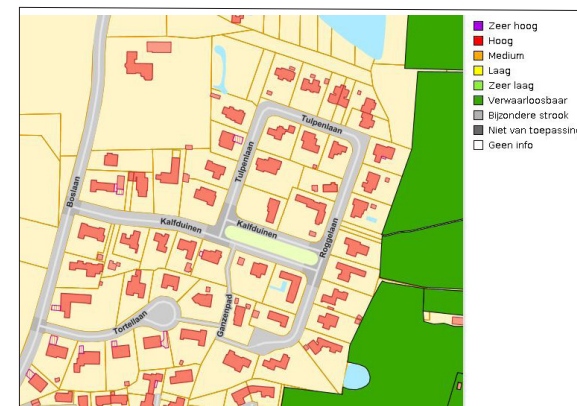 Tulpenlaan
Tulpenlaan
Boslaan
Kalfduinen
Kalfduinen
Roggelaan
Ganzenpad
Tortellaan
Zeer hoog
Hoog
Medium
Laag
Zeer laag
Verwaarloosbaar
Bijzondere strook
Niet van toepassing
Geen info